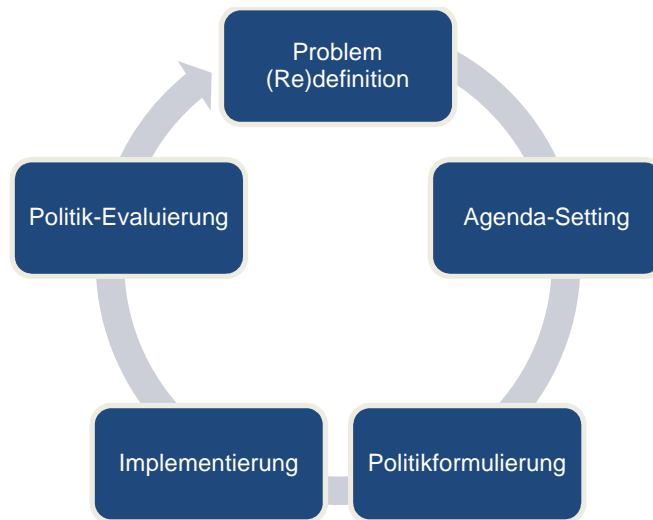 Problem
(Re)definition
Agenda-Setting
Politikformulierung
Implementierung
Politik-Evaluierung